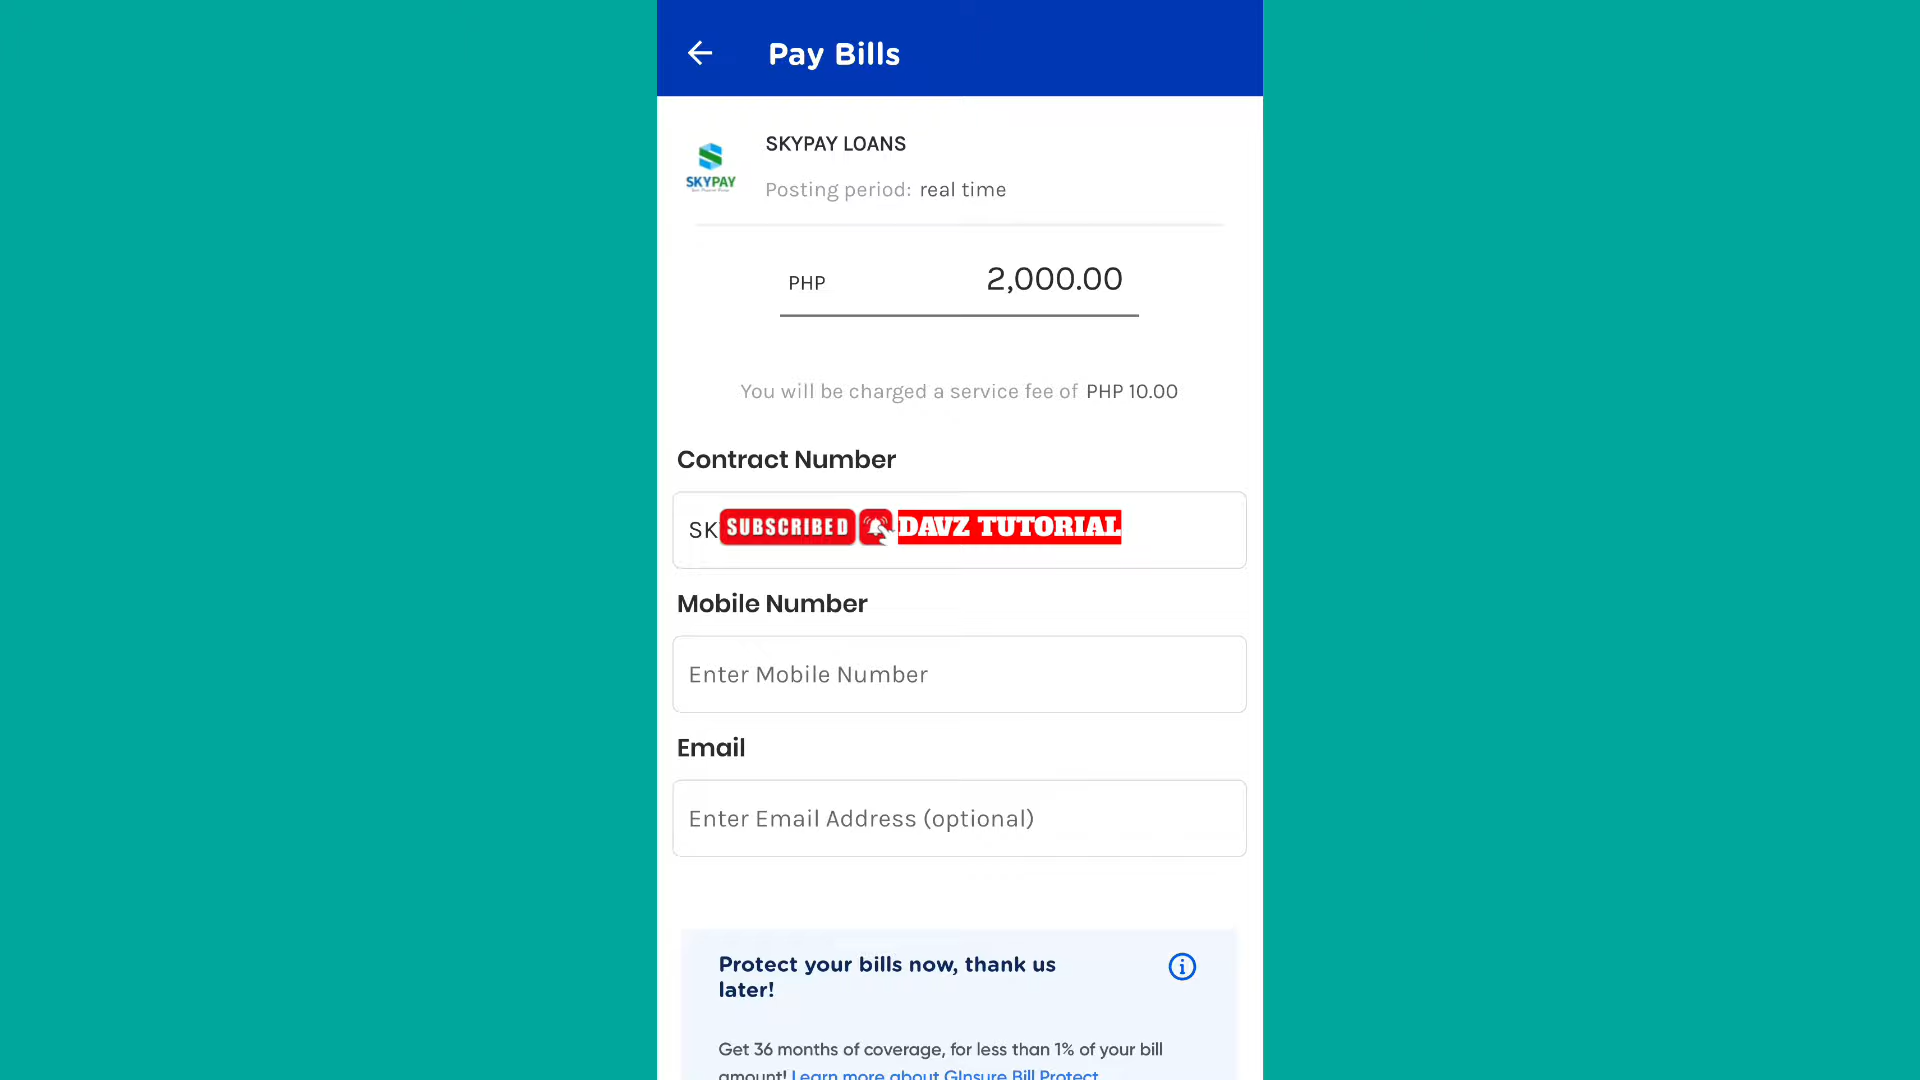 Pay Bills
SKYPAY LOANS
SKYPAY
Posting period: real time
PHP 2,000.00
You will be charged a service fee of PHP 10.00
Contract Number
SK SUBSCRIBED DAVZ TUTORIAL
Mobile Number
Enter Mobile Number
Email
Enter Email Address (optional)
Protect your bills now, thank us
later!
Get 36 months of coverage, for less than 1% of your bill
amount! Learn more about GInsure Bill Protect